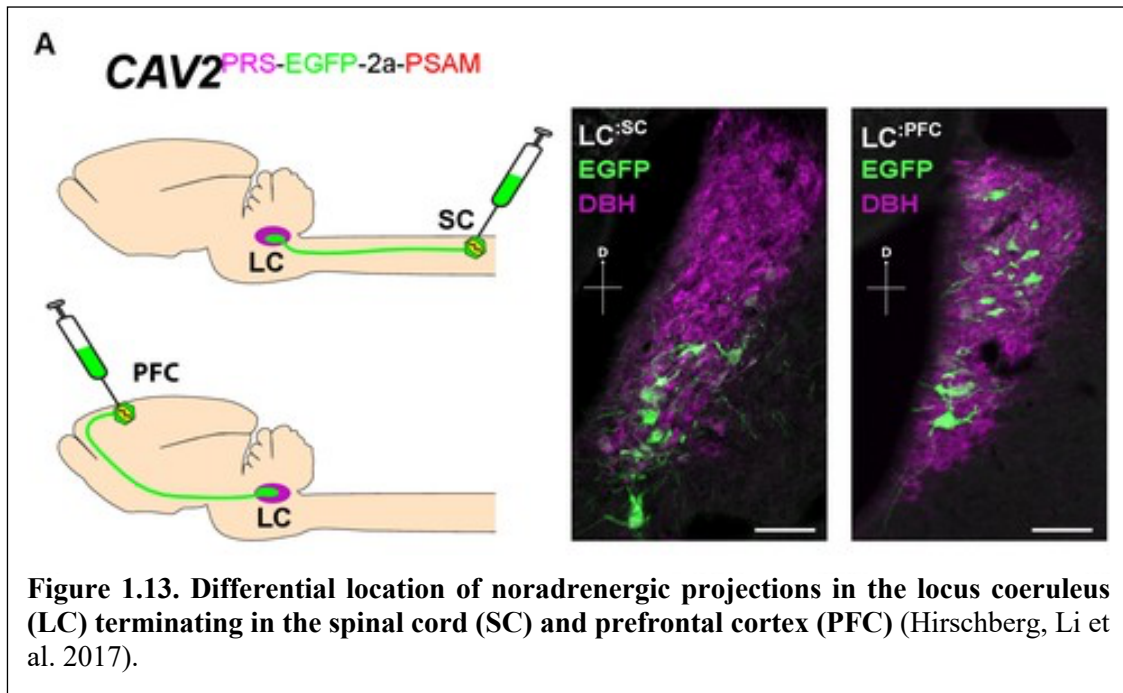 A
CAV2PRS-EGFP-2a-PSAM
SC
LC
PFC
LC
LC:SC
EGFP
DBH
D
LC:PFC
EGFP
DBH
D
Figure 1.13. Differential location of noradrenergic projections in the locus coeruleus
(LC) terminating in the spinal cord (SC) and prefrontal cortex (PFC) (Hirschberg, Li et
al. 2017).